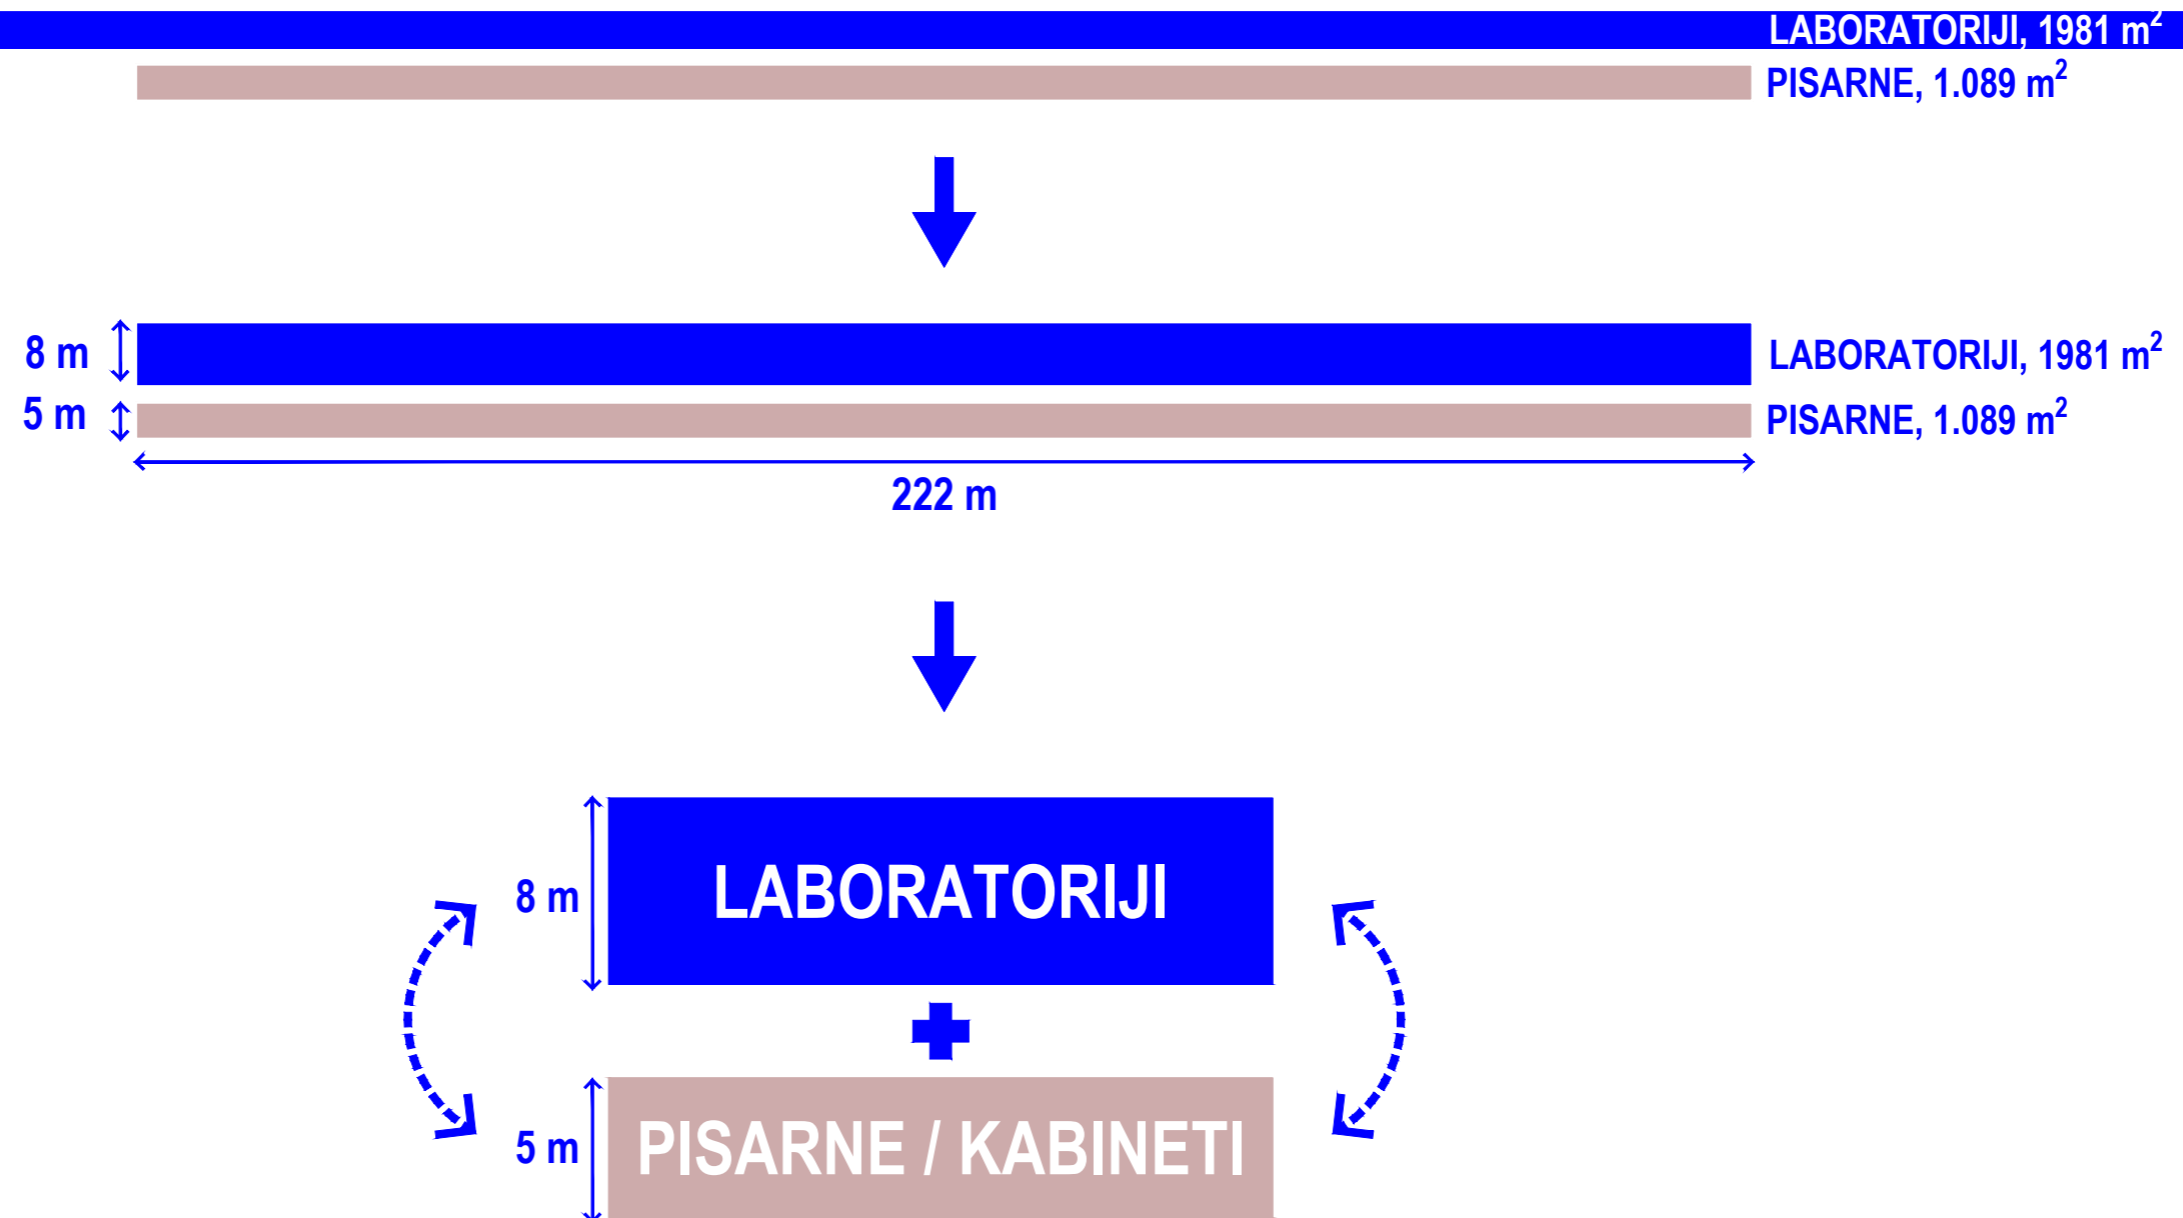 LABORATORIJI, 1981 m²
PISARNE, 1.089 m²
8 m
LABORATORIJI, 1981 m²
5 m
PISARNE, 1.089 m²
222 m
8 m
LABORATORIJI
5 m
PISARNE / KABINETI